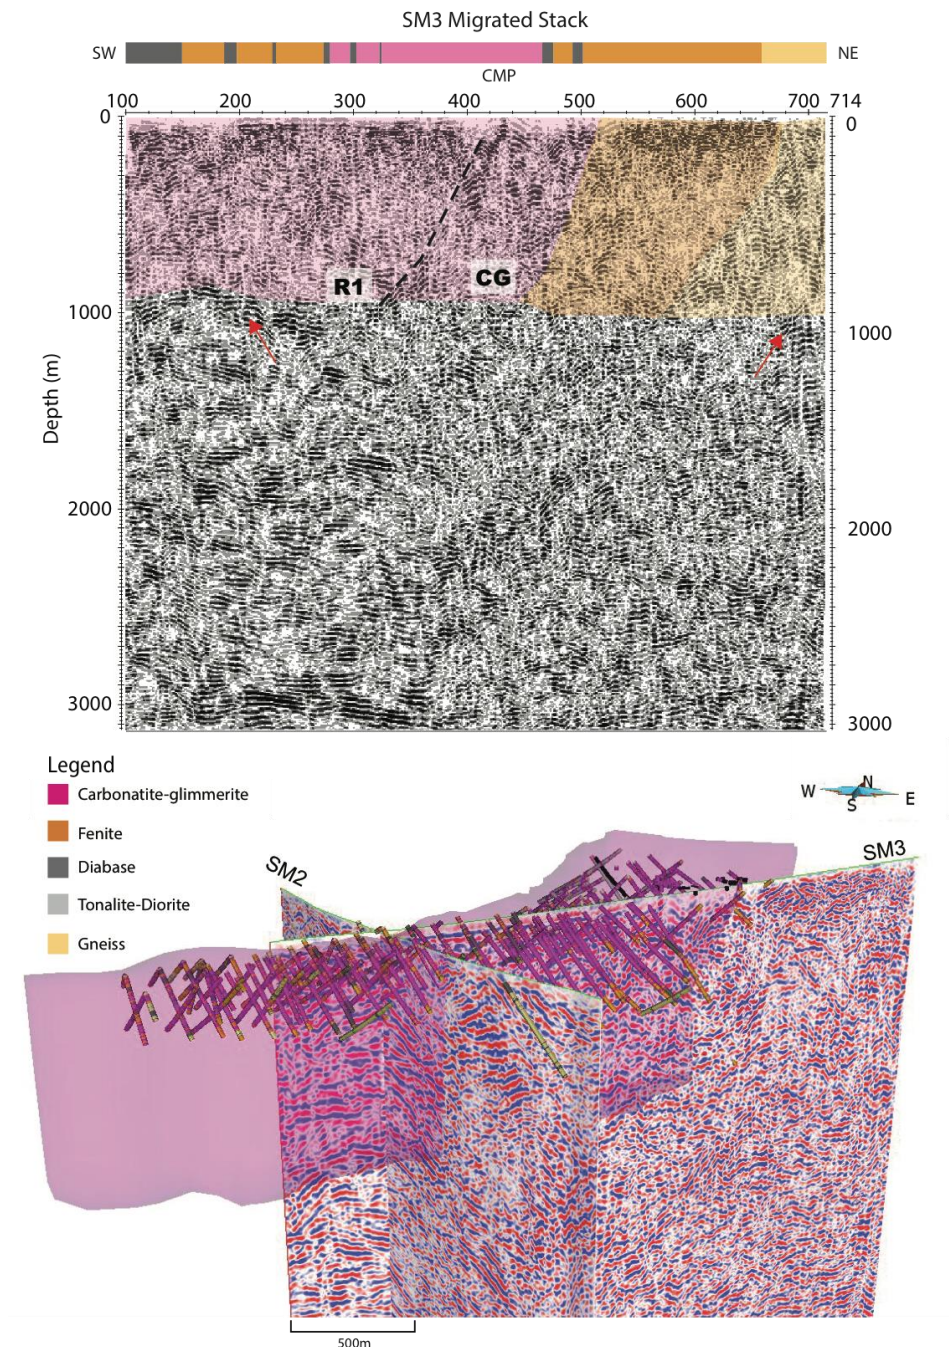 SM3 Migrated Stack
SW
NE
CMP
100 200 300 400 500 600 700 714
0
0
R1
CG
1000
1000
Depth (m)
2000
2000
3000
3000
Legend
Carbonatite-glimmerite
Fenite
Diabase
Tonalite-Diorite
Gneiss
W
N
S
E
SM2
SM3
500m